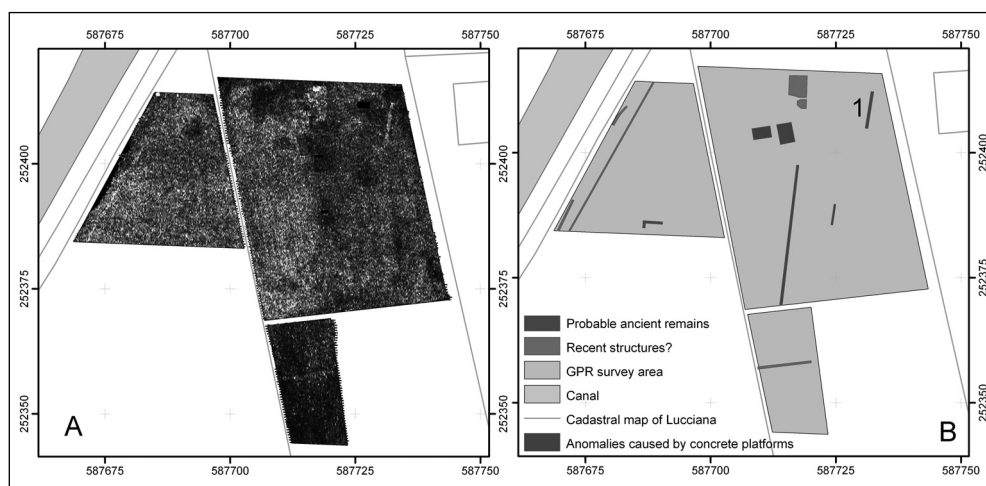 587675 587700 587725 587750
587675 587700 587725 587750
252400
252375
252350
252400
252375
252350
1
Probable ancient remains
Recent structures?
GPR survey area
Canal
Cadastral map of Lucciana
Anomalies caused by concrete platforms
A
B
587675 587700 587725 587750
587675 587700 587725 587750